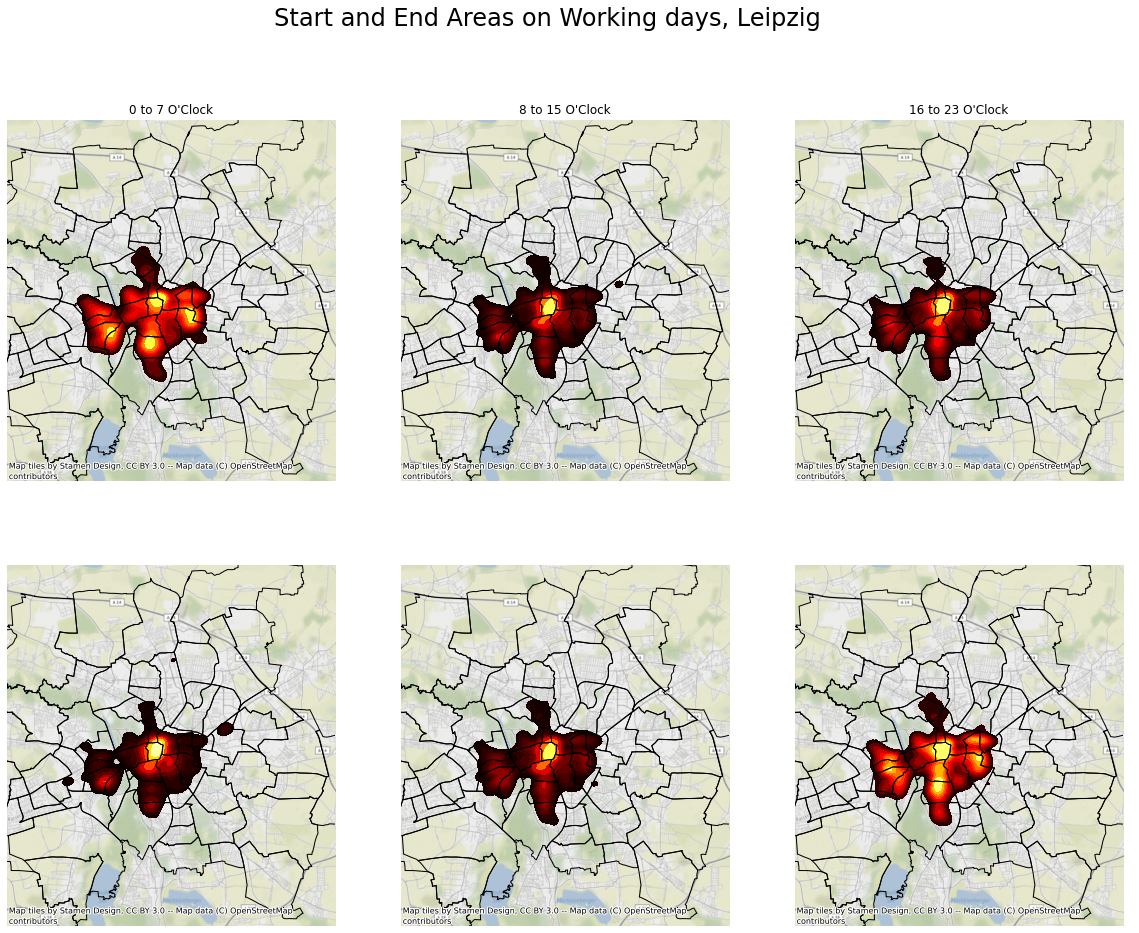 Start and End Areas on Working days, Leipzig
0 to 7 O'Clock
8 to 15 O'Clock
16 to 23 O'Clock
Map tiles by Stamen Design, CC BY 3.0 -- Map data (C) OpenStreetMap
contributors
Map tiles by Stamen Design, CC BY 3.0 -- Map data (C) OpenStreetMap
contributors
Map tiles by Stamen Design, CC BY 3.0 -- Map data (C) OpenStreetMap
contributors
Map tiles by Stamen Design, CC BY 3.0 -- Map data (C) OpenStreetMap
contributors
Map tiles by Stamen Design, CC BY 3.0 -- Map data (C) OpenStreetMap
contributors
Map tiles by Stamen Design, CC BY 3.0 -- Map data (C) OpenStreetMap
contributors